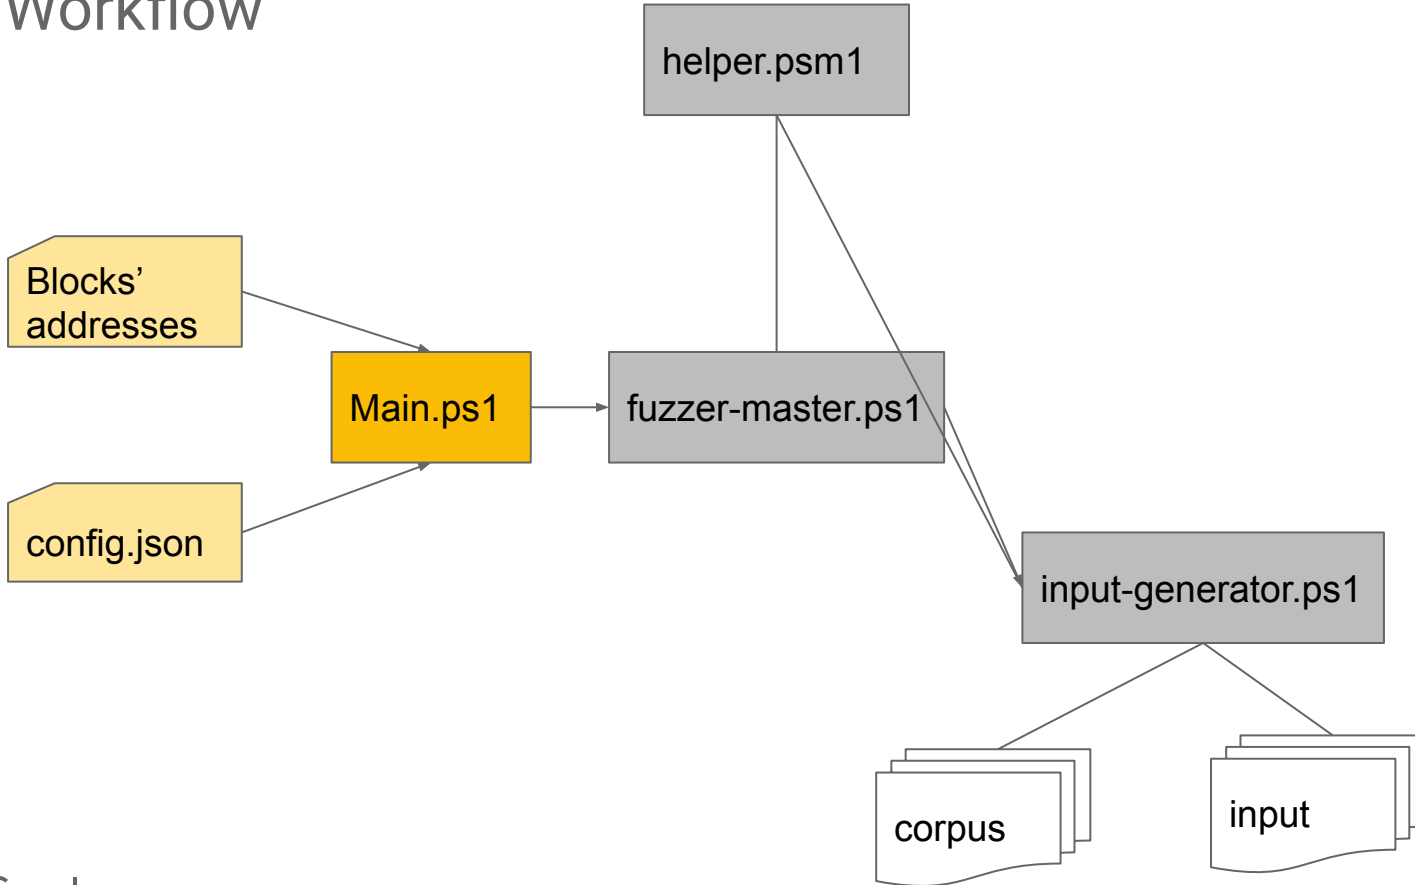 Workflow
helper.psm1
Blocks’
addresses
Main.ps1
fuzzer-master.ps1
config.json
input-generator.ps1
corpus
input